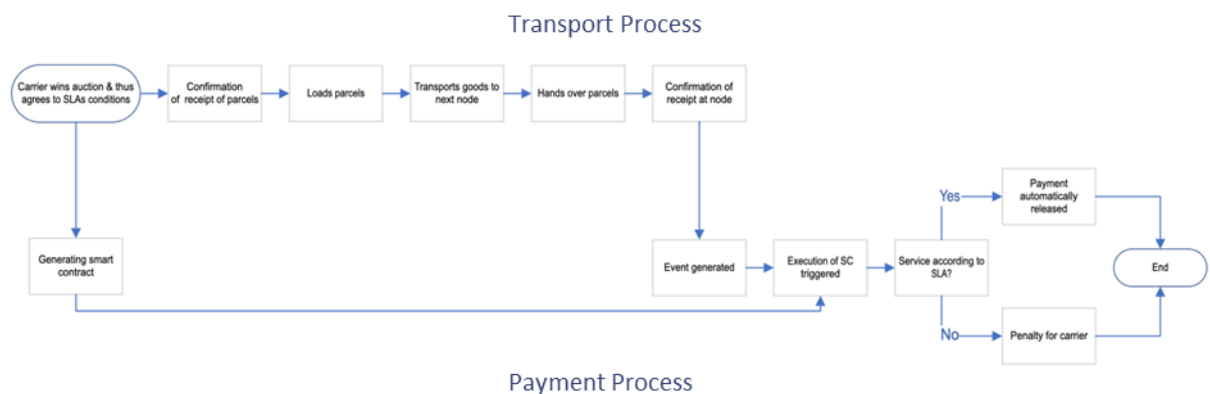 Transport Process
Carrier wins auction & thus
agrees to SLAs conditions
Confirmation
of receipt of parcels
Loads parcels
Transports goods to
next node
Hands over parcels
Confirmation of
receipt at node
Generating smart
contract
Event generated
Execution of SC
triggered
Service according to
SLA?
Yes
Payment
automatically
released
No
Penalty for carrier
End
Payment Process